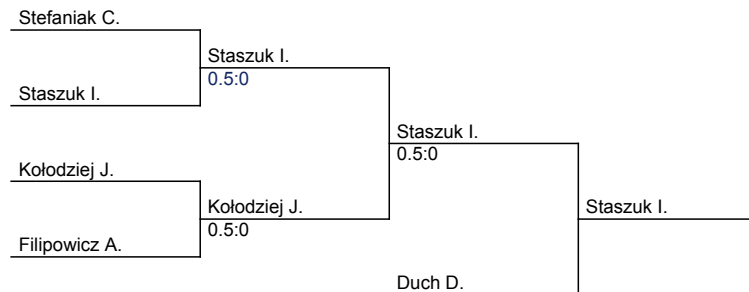 Stefaniak C.
Staszuk I.
0.5:0
Staszuk I.
Staszuk I.
0.5:0
Kołodziej J.
Kołodziej J.
0.5:0
Staszuk I.
Filipowicz A.
Duch D.